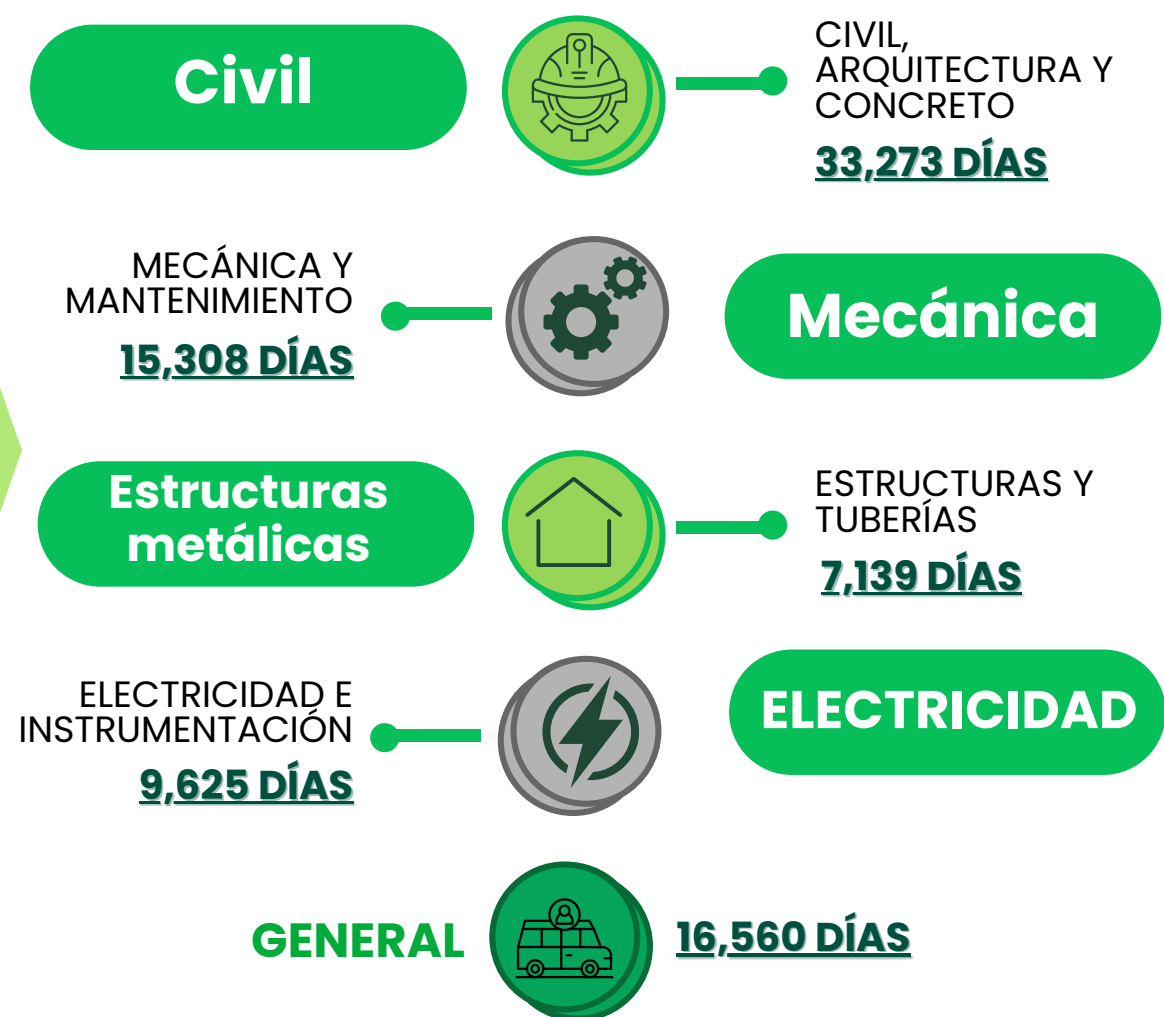 Civil
CIVIL,
ARQUITECTURA Y
CONCRETO
33,273 DÍAS
MECÁNICA Y
MANTENIMIENTO
15,308 DÍAS
Mecánica
Estructuras
metálicas
ESTRUCTURAS Y
TUBERÍAS
7,139 DÍAS
ELECTRICIDAD E
INSTRUMENTACIÓN
9,625 DÍAS
ELECTRICIDAD
GENERAL
16,560 DÍAS